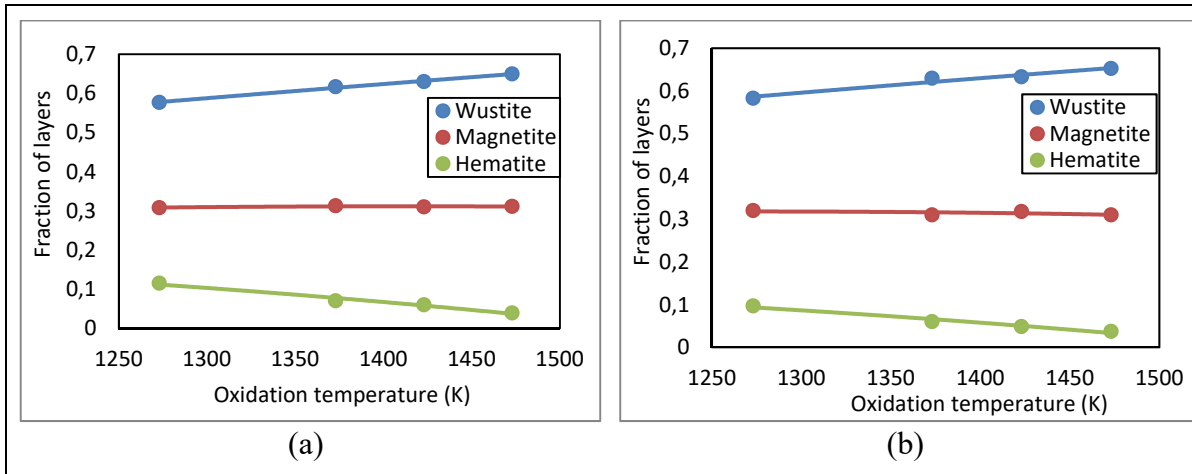 0,7
0,6
0,5
0,4
0,3
0,2
0,1
0
Fraction of layers
Wustite
Magnetite
Hematite
1250 1300 1350 1400 1450 1500
Oxidation temperature (K)
(a)
0,7
0,6
0,5
0,4
0,3
0,2
0,1
0
Fraction of layers
Wustite
Magnetite
Hematite
1250 1300 1350 1400 1450 1500
Oxidation temperature (K)
(b)